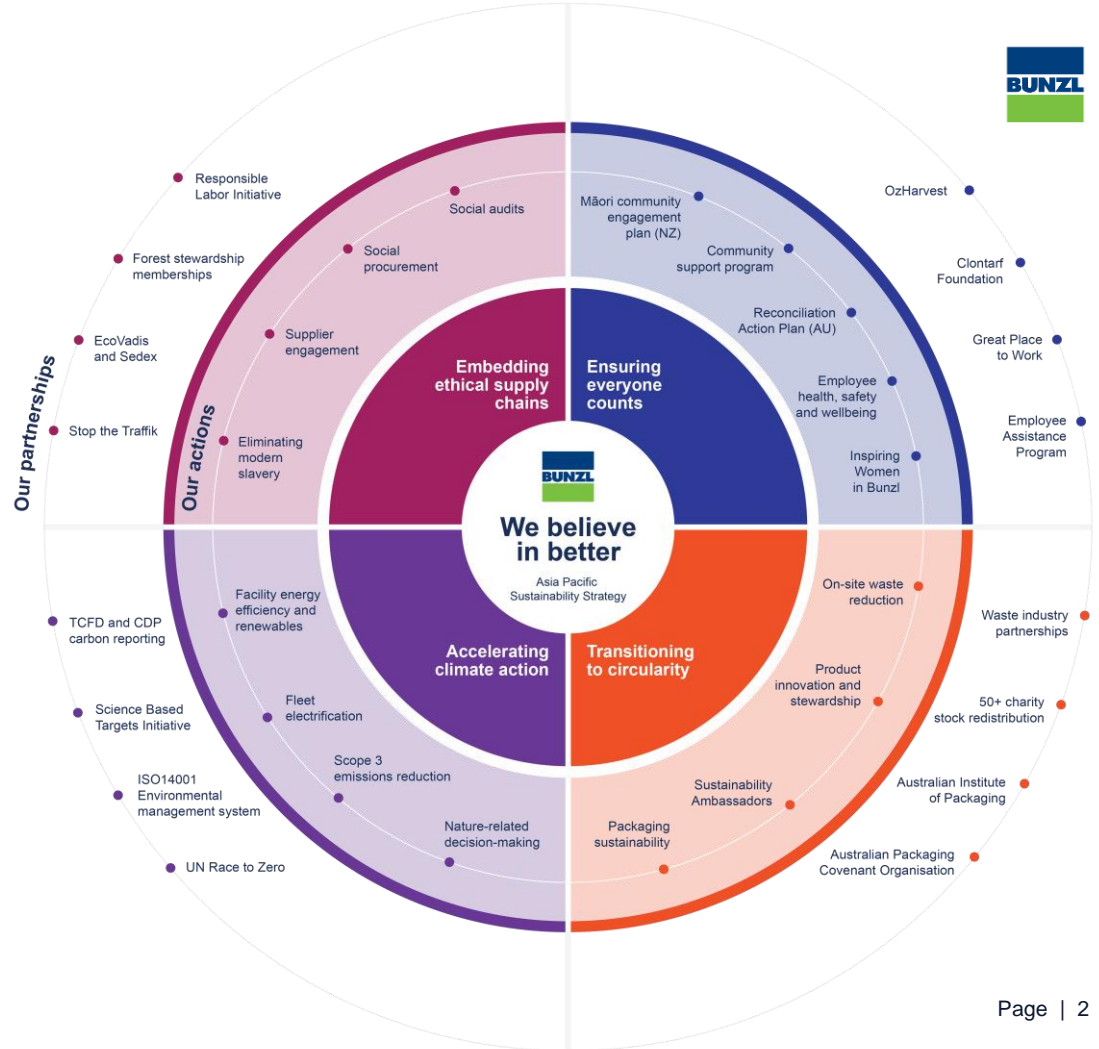 BUNZL
Our partnerships
Responsible
Labor Initiative
Forest stewardship
memberships
EcoVadis
and Sedex
Stop the Traffik
Our actions
Social audits
Social
procurement
Supplier
engagement
Eliminating
modern
slavery
Embedding
ethical supply
chains
Ensuring
everyone
counts
Māori community
engagement
plan (NZ)
Community
support program
Reconciliation
Action Plan (AU)
Employee
health, safety
and wellbeing
Inspiring
Women
in Bunzl
OzHarvest
Clontarf
Foundation
Great Place
to Work
Employee
Assistance
Program
BUNZL
We believe
in better
Asia Pacific
Sustainability Strategy
Accelerating
climate action
Transitioning
to circularity
Facility energy
efficiency and
renewables
Fleet
electrification
Scope 3
emissions reduction
Nature-related
decision-making
TCFD and CDP
carbon reporting
Science Based
Targets Initiative
ISO14001
Environmental
management system
UN Race to Zero
On-site waste
reduction
Product
innovation and
stewardship
Sustainability
Ambassadors
Packaging
sustainability
Waste industry
partnerships
50+ charity
stock redistribution
Australian Institute
of Packaging
Australian Packaging
Covenant Organisation
Page | 2